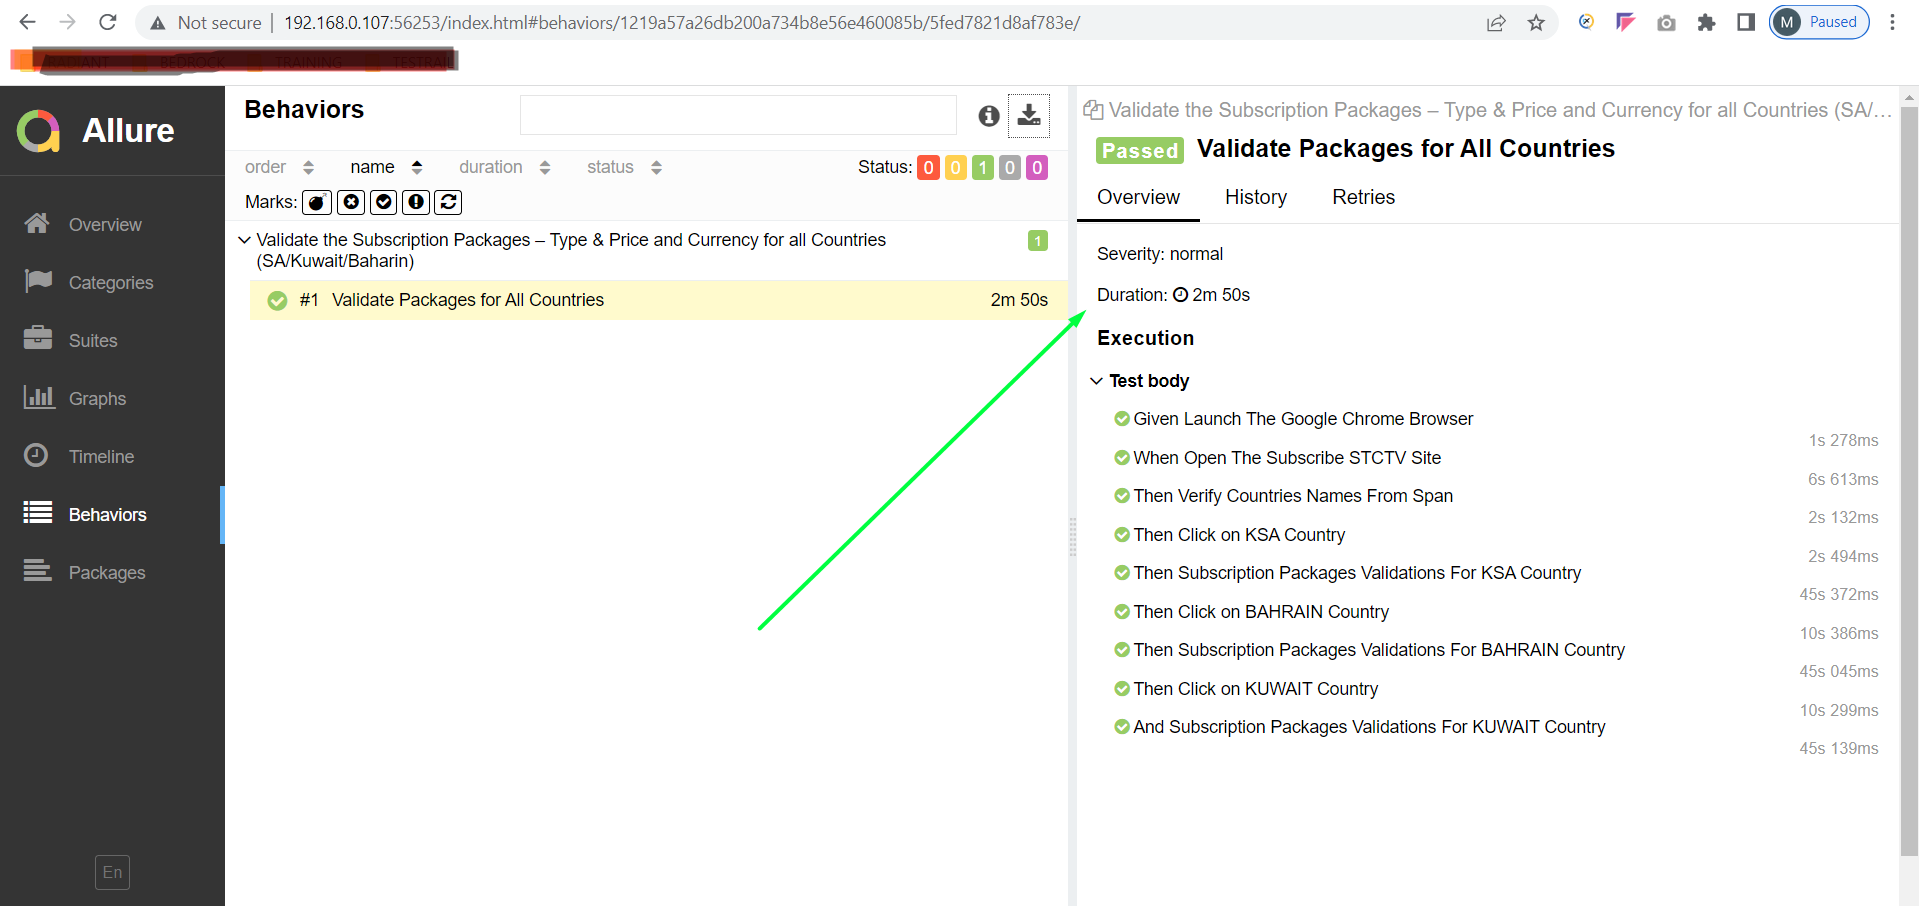 Not secure
192.168.0.107:56253/index.html#behaviors/1219a57a26db200a734b8e56e460085b/5fed7821d8af783e/
M Paused
RADIANT BEDROCK TRAINING TESTRAIL
Allure
Overview
Categories
Suites
Graphs
Timeline
Behaviors
Packages
En
Behaviors
order name duration status Status: 0 0 1 0 0
Marks:
Validate the Subscription Packages – Type & Price and Currency for all Countries 1
(SA/Kuwait/Baharin)
#1 Validate Packages for All Countries 2m 50s
Validate the Subscription Packages – Type & Price and Currency for all Countries (SA/...
Passed Validate Packages for All Countries
Overview History Retries
Severity: normal
Duration: 2m 50s
Execution
Test body
Given Launch The Google Chrome Browser
1s 278ms
When Open The Subscribe STCTV Site
6s 613ms
Then Verify Countries Names From Span
2s 132ms
Then Click on KSA Country
2s 494ms
Then Subscription Packages Validations For KSA Country
45s 372ms
Then Click on BAHRAIN Country
10s 386ms
Then Subscription Packages Validations For BAHRAIN Country
45s 045ms
Then Click on KUWAIT Country
10s 299ms
And Subscription Packages Validations For KUWAIT Country
45s 139ms